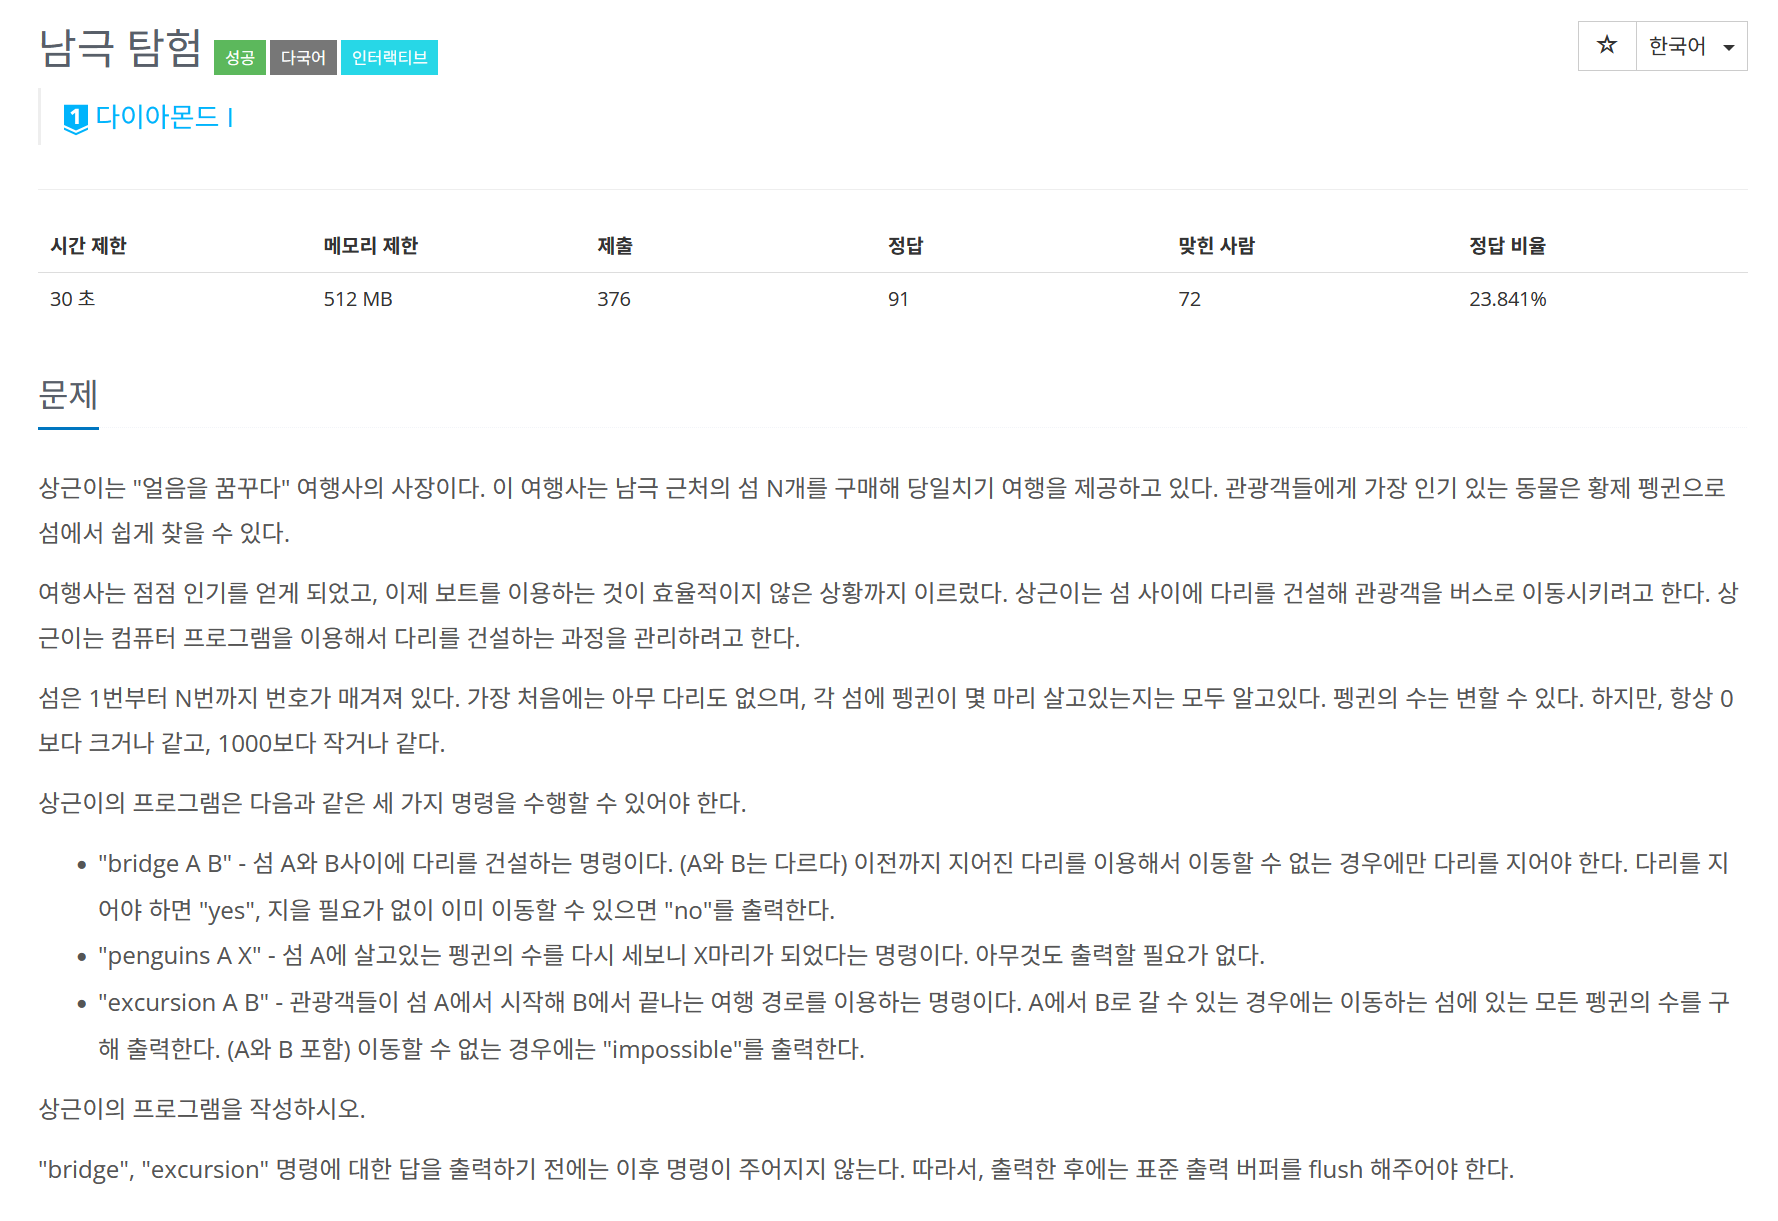 남극 탐험 성공 다국어 인터랙티브 ☆ 한국어
1 다이아몬드 I
시간 제한 메모리 제한 제출 정답 맞힌 사람 정답 비율
30 초 512 MB 376 91 72 23.841%
문제
상근이는 "얼음을 꿈꾸다" 여행사의 사장이다. 이 여행사는 남극 근처의 섬 N개를 구매해 당일치기 여행을 제공하고 있다. 관광객들에게 가장 인기 있는 동물은 황제 펭귄으로
섬에서 쉽게 찾을 수 있다.
여행사는 점점 인기를 얻게 되었고, 이제 보트를 이용하는 것이 효율적이지 않은 상황까지 이르렀다. 상근이는 섬 사이에 다리를 건설해 관광객을 버스로 이동시키려고 한다. 상
근이는 컴퓨터 프로그램을 이용해서 다리를 건설하는 과정을 관리하려고 한다.
섬은 1번부터 N번까지 번호가 매겨져 있다. 가장 처음에는 아무 다리도 없으며, 각 섬에 펭귄이 몇 마리 살고있는지는 모두 알고있다. 펭귄의 수는 변할 수 있다. 하지만, 항상 0
보다 크거나 같고, 1000보다 작거나 같다.
상근이의 프로그램은 다음과 같은 세 가지 명령을 수행할 수 있어야 한다.
• "bridge A B" - 섬 A와 B사이에 다리를 건설하는 명령이다. (A와 B는 다르다) 이전까지 지어진 다리를 이용해서 이동할 수 없는 경우에만 다리를 지어야 한다. 다리를 지
어야 하면 "yes", 지을 필요가 없이 이미 이동할 수 있으면 "no"를 출력한다.
• "penguins A X" - 섬 A에 살고있는 펭귄의 수를 다시 세보니 X마리가 되었다는 명령이다. 아무것도 출력할 필요가 없다.
• "excursion A B" - 관광객들이 섬 A에서 시작해 B에서 끝나는 여행 경로를 이용하는 명령이다. A에서 B로 갈 수 있는 경우에는 이동하는 섬에 있는 모든 펭귄의 수를 구
해 출력한다. (A와 B 포함) 이동할 수 없는 경우에는 "impossible"를 출력한다.
상근이의 프로그램을 작성하시오.
"bridge", "excursion" 명령에 대한 답을 출력하기 전에는 이후 명령이 주어지지 않는다. 따라서, 출력한 후에는 표준 출력 버퍼를 flush 해주어야 한다.